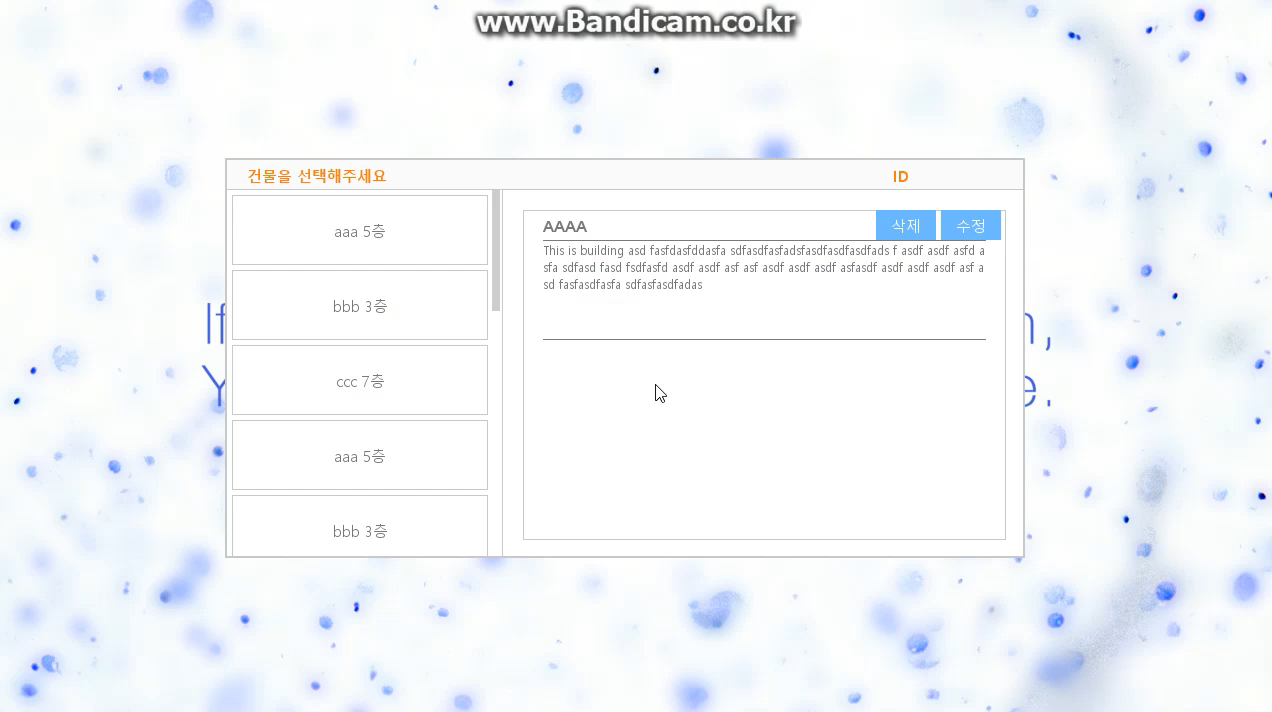 www.Bandicam.co.kr
건물을 선택해주세요
ID
aaa 5층
bbb 3층
ccc 7층
aaa 5층
bbb 3층
AAAA
삭제
수정
This is building asd fasfdasfddasfa sdfasdfasfadsfasdfasdfasdfads f asdf asdf asfd a
sfa sdfasd fasd fsdfasfd asdf asdf asf asf asdf asdf asdf asfasdf asdf asdf asdf asf a
sd fasfasdfasfa sdfasfasdfadas
If
n,
Y
e.